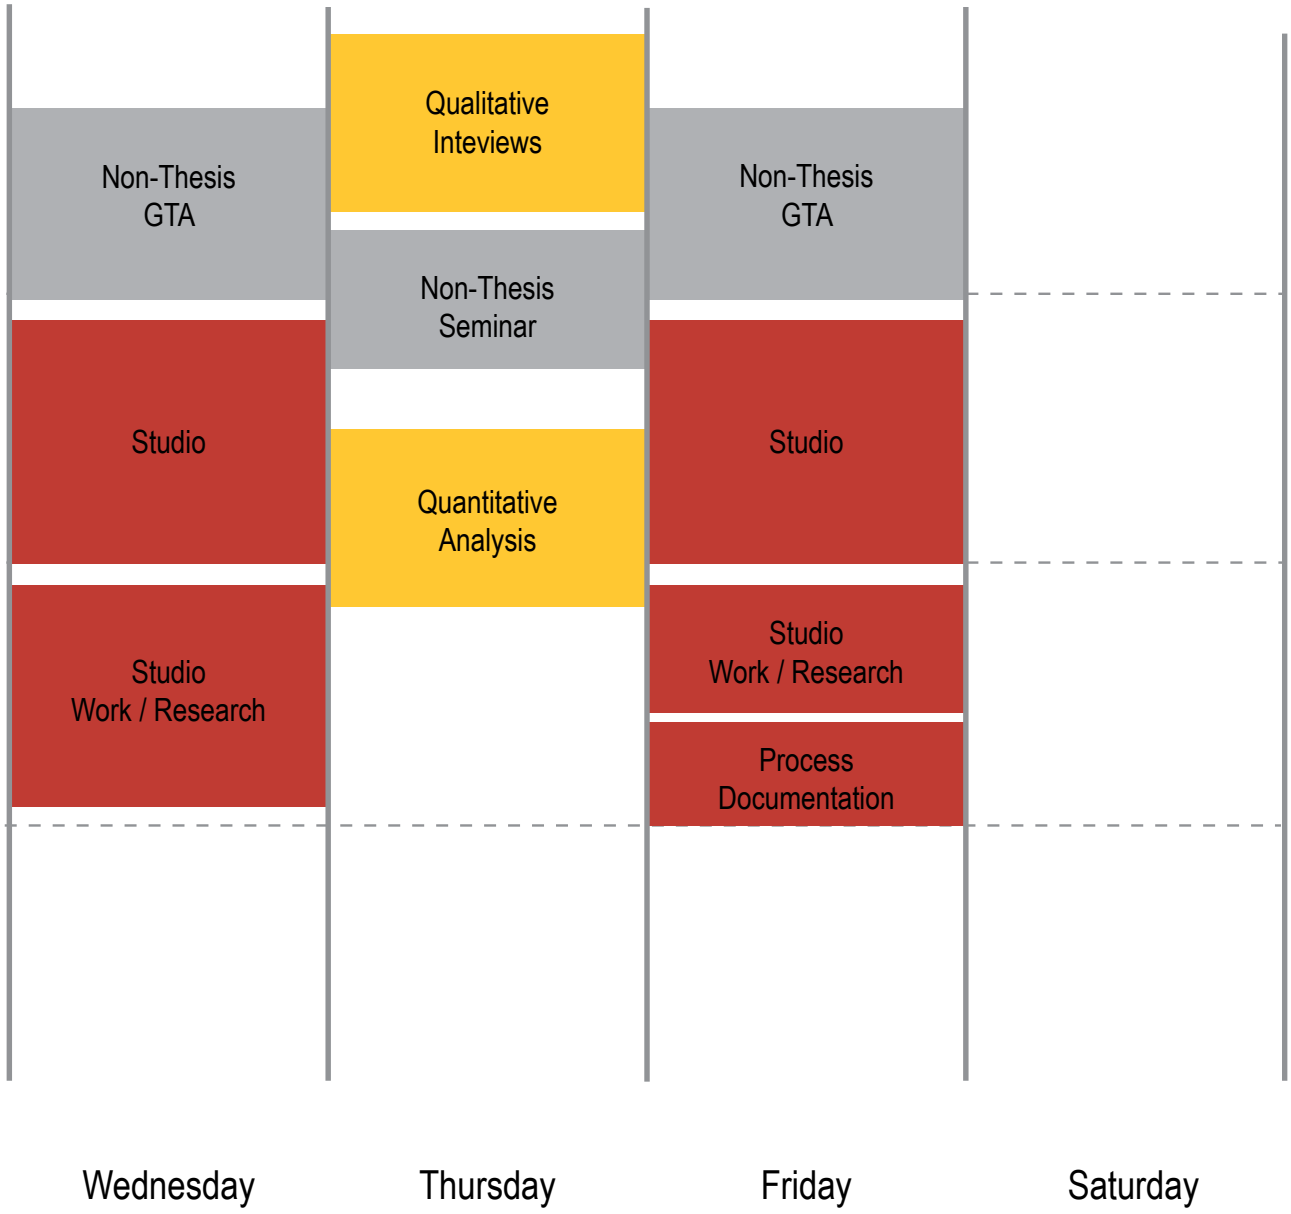 Non-Thesis
GTA
Studio
Studio
Work / Research
Qualitative
Inteviews
Non-Thesis
Seminar
Quantitative
Analysis
Non-Thesis
GTA
Studio
Studio
Work / Research
Process
Documentation
Wednesday
Thursday
Friday
Saturday